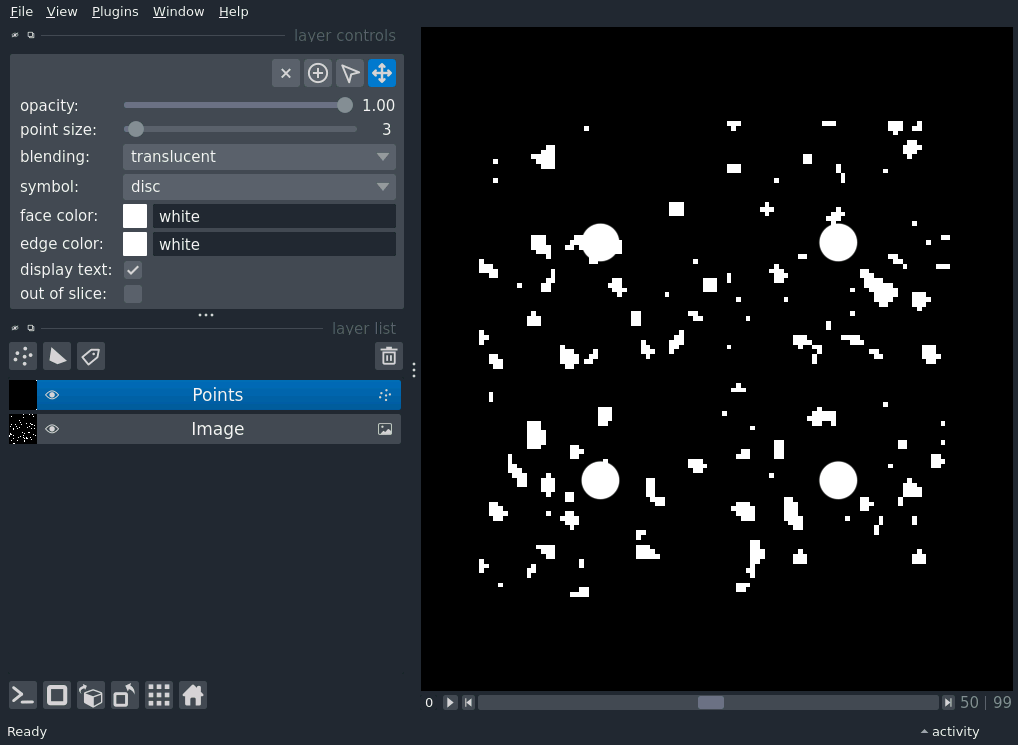 File View Plugins Window Help
layer controls
opacity: 1.00
point size: 3
blending: translucent
symbol: disc
face color: white
edge color: white
display text:
out of slice:
layer list
Points
Image
0 50 | 99
Ready activity